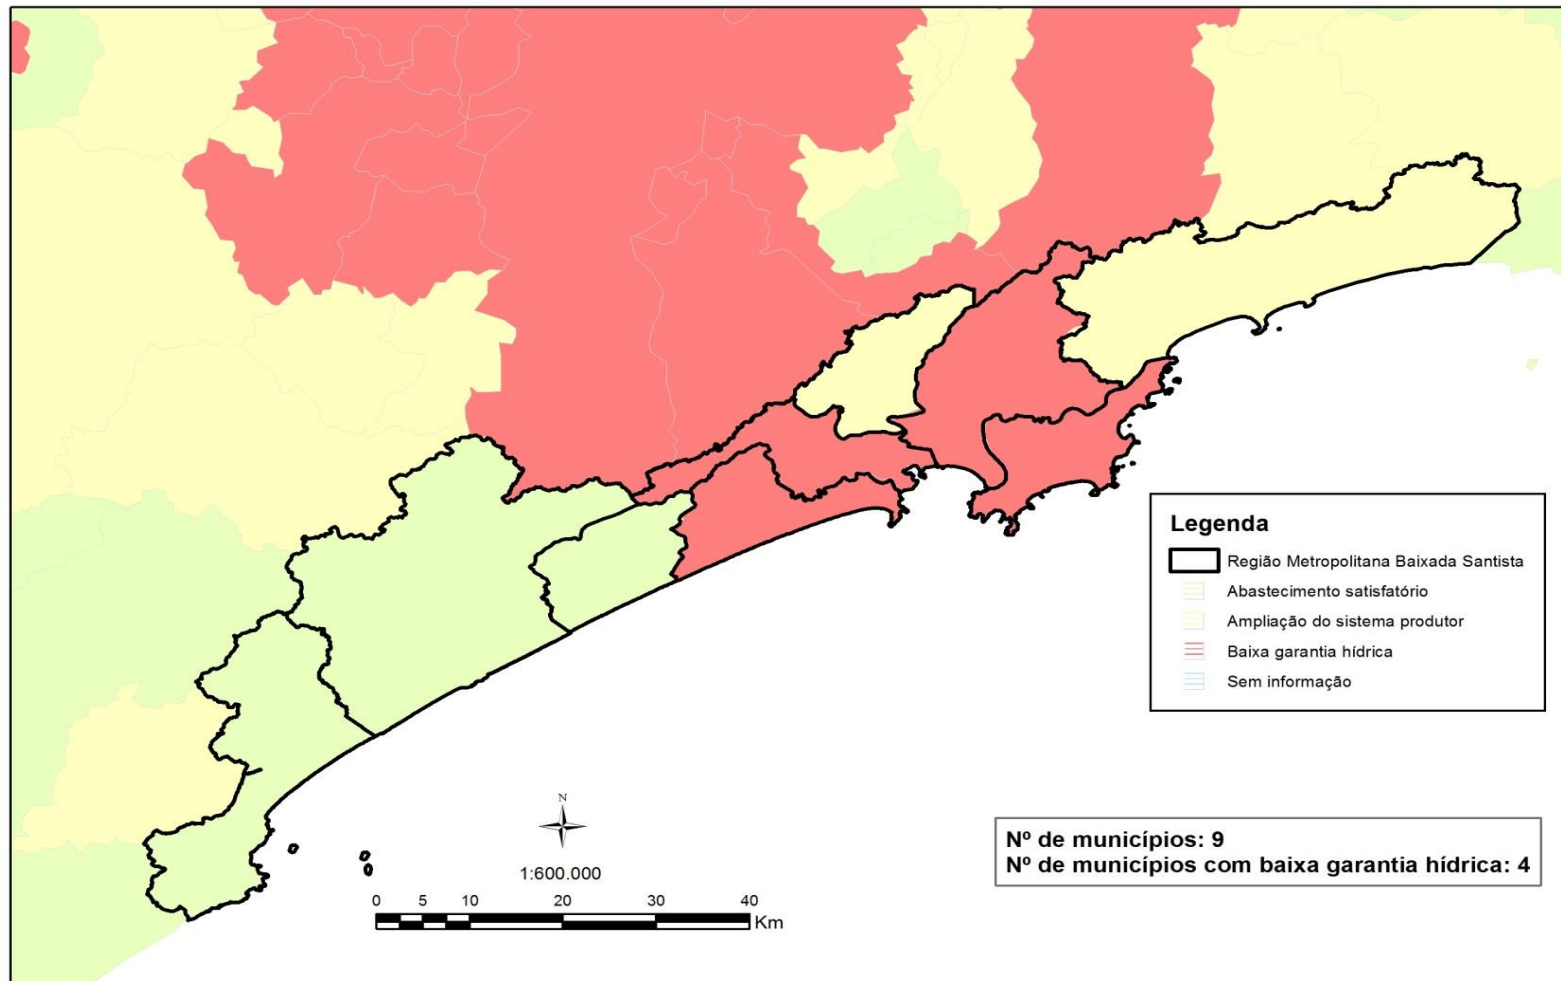 Legenda
Região Metropolitana Baixada Santista
Abastecimento satisfatório
Ampliação do sistema produtor
Baixa garantia hídrica
Sem informação
N
1:600.000
0 5 10 20 30 40
Km
Nº de municípios: 9
Nº de municípios com baixa garantia hídrica: 4